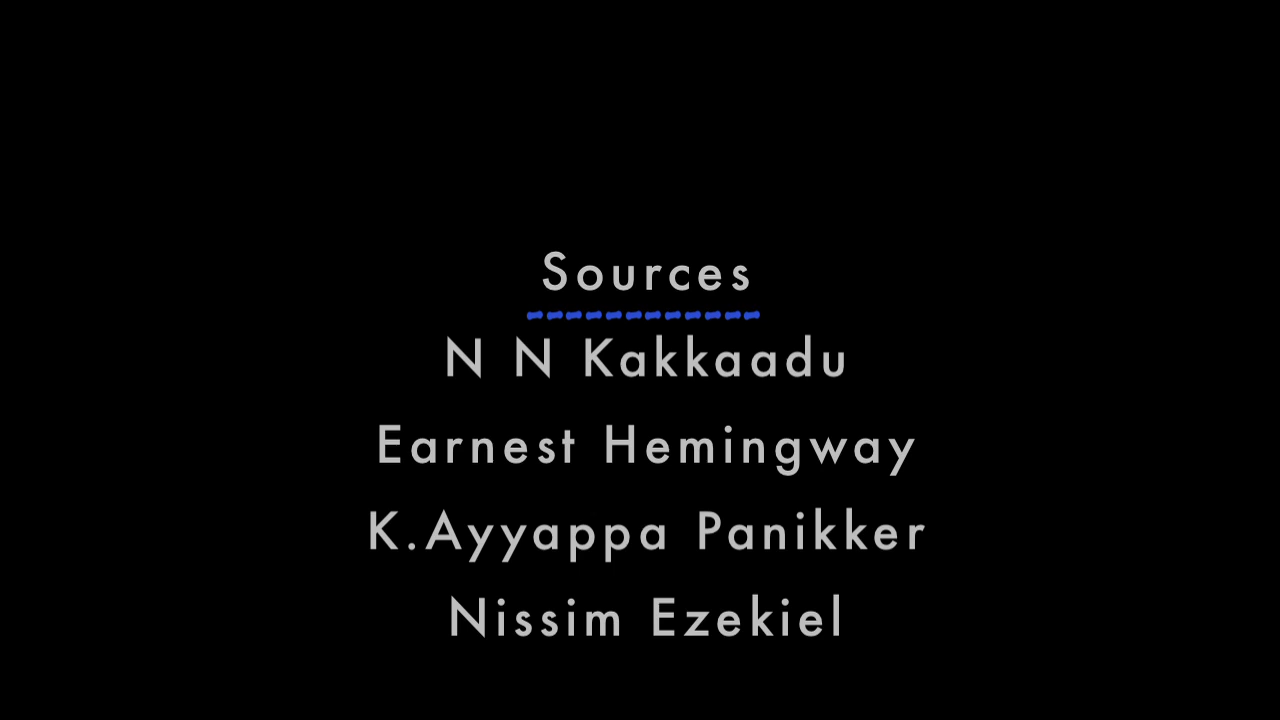 Sources
N N Kakkaadu
Earnest Hemingway
K.Ayyappa Panikker
Nissim Ezekiel